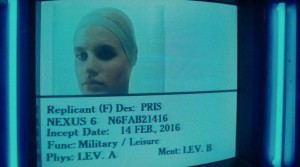 Replicant (F) Des: PRIS
NEXUS 6 N6FAB21416
Incept Date: 14 FEB., 2016
Func: Military / Leisure
Phys: LEV. A Ment: LEV. B